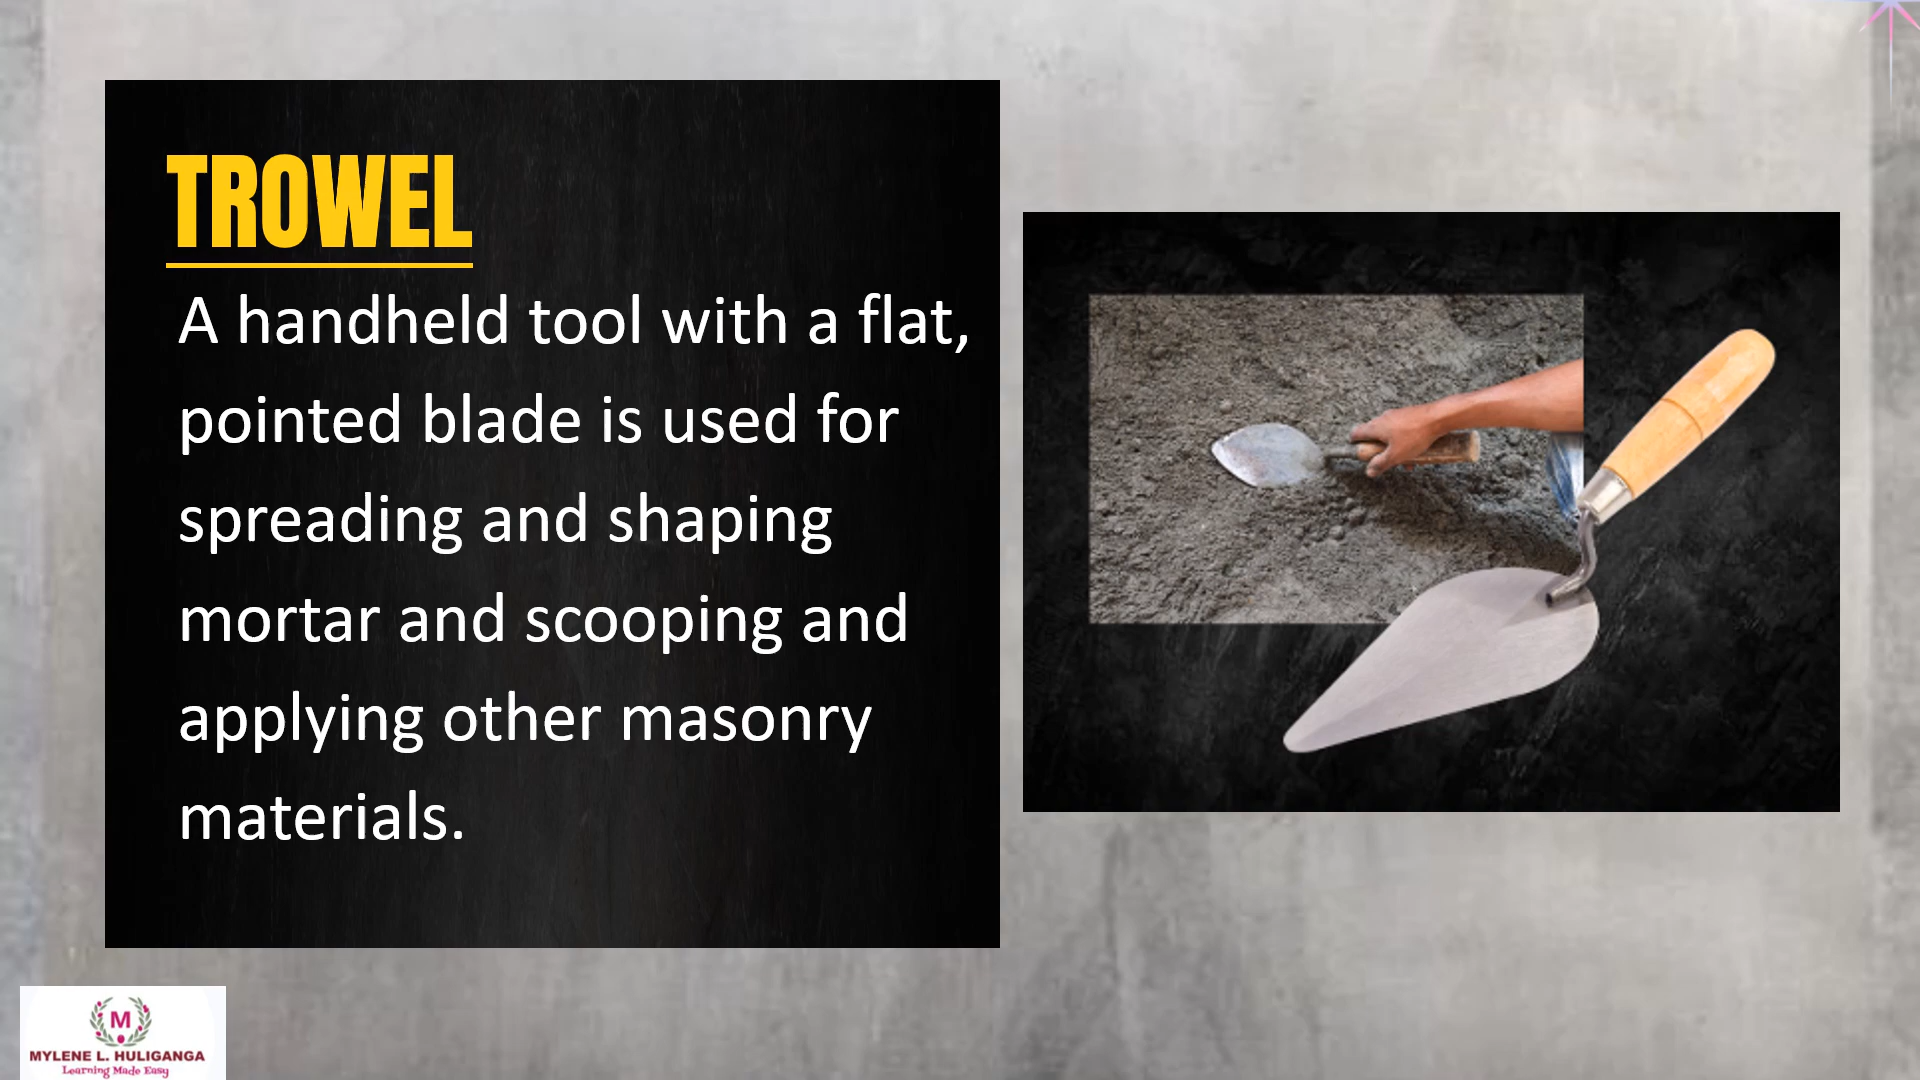 TROWEL
A handheld tool with a flat,
pointed blade is used for
spreading and shaping
mortar and scooping and
applying other masonry
materials.
M
MYLENE L. HULIGANGA
Learning Made Easy